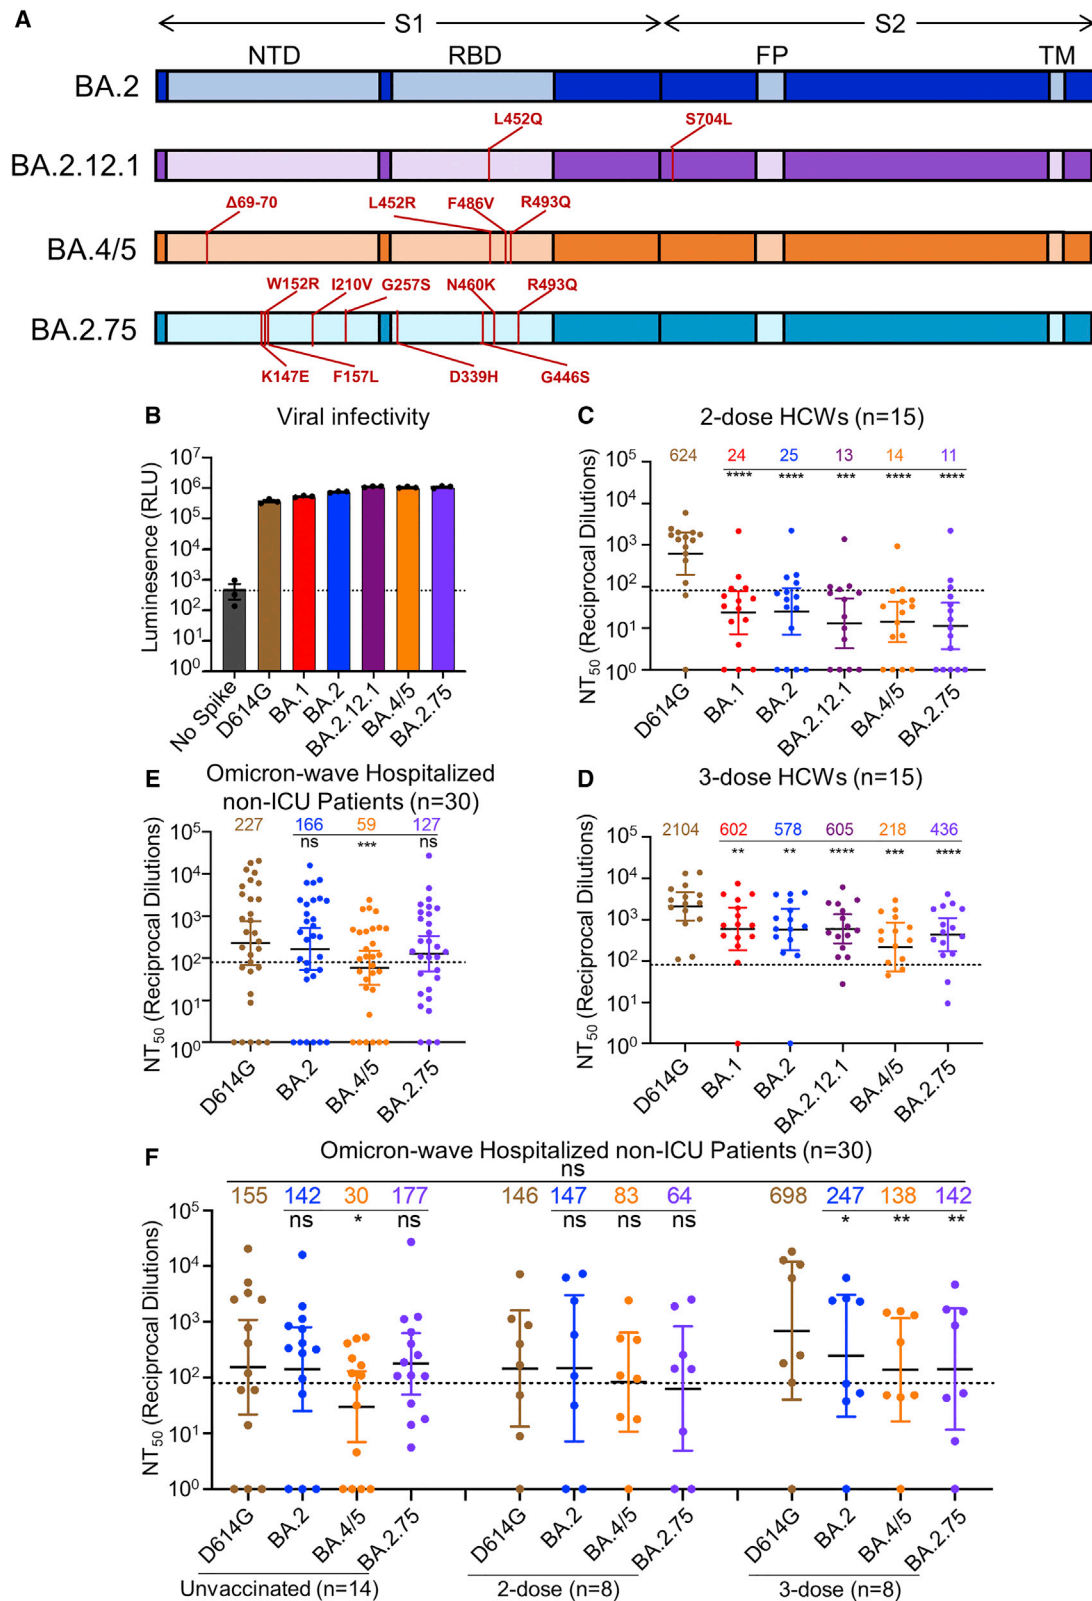 A
S1
S2
NTD
RBD
FP
TM
BA.2
L452Q
S704L
BA.2.12.1
Δ69-70
L452R
F486V
R493Q
BA.4/5
W152R
I210V
G257S
N460K
R493Q
BA.2.75
K147E
F157L
D339H
G446S
B
Viral infectivity
Luminesence (RLU)
10⁷
10⁶
10⁵
10⁴
10³
10²
10¹
10⁰
No Spike
D614G
BA.1
BA.2
BA.2.12.1
BA.4/5
BA.2.75
C
2-dose HCWs (n=15)
624 24 25 13 14 11
**** **** *** **** ****
NT₅₀ (Reciprocal Dilutions)
10⁵
10⁴
10³
10²
10¹
10⁰
D614G
BA.1
BA.2
BA.2.12.1
BA.4/5
BA.2.75
E
Omicron-wave Hospitalized
non-ICU Patients (n=30)
227 166 59 127
ns *** ns
NT₅₀ (Reciprocal Dilutions)
10⁵
10⁴
10³
10²
10¹
10⁰
D614G
BA.2
BA.4/5
BA.2.75
D
3-dose HCWs (n=15)
2104 602 578 605 218 436
** ** **** *** ****
NT₅₀ (Reciprocal Dilutions)
10⁵
10⁴
10³
10²
10¹
10⁰
D614G
BA.1
BA.2
BA.2.12.1
BA.4/5
BA.2.75
F
Omicron-wave Hospitalized non-ICU Patients (n=30)
ns
155 142 30 177 146 147 83 64 698 247 138 142
ns * ns ns ns ns * ** **
NT₅₀ (Reciprocal Dilutions)
10⁵
10⁴
10³
10²
10¹
10⁰
D614G
BA.2
BA.4/5
BA.2.75
D614G
BA.2
BA.4/5
BA.2.75
D614G
BA.2
BA.4/5
BA.2.75
Unvaccinated (n=14)
2-dose (n=8)
3-dose (n=8)